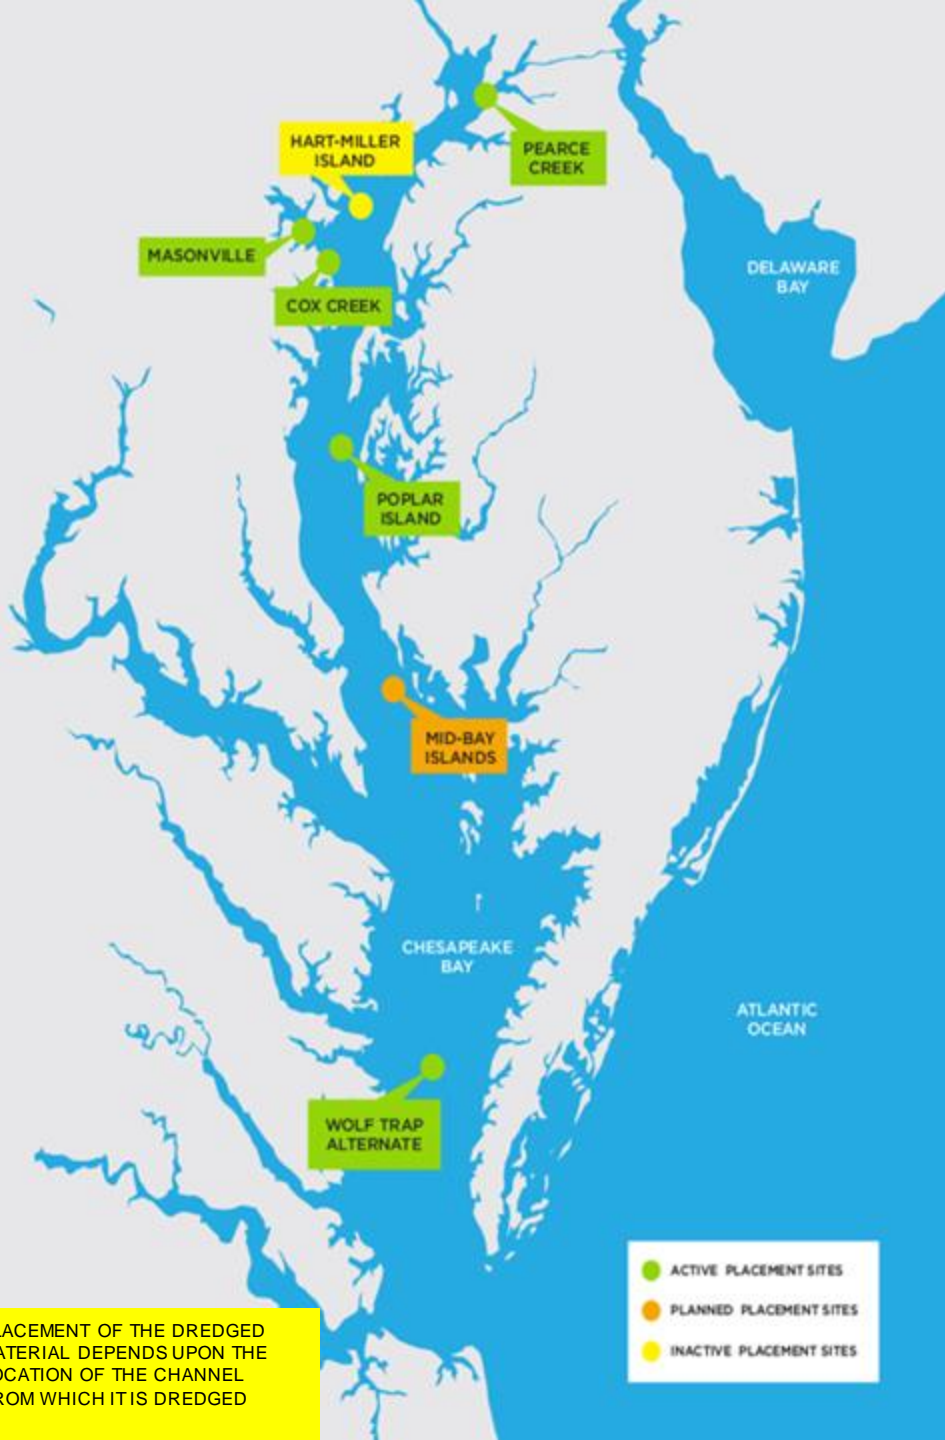 HART-MILLER
ISLAND
PEARCE
CREEK
MASONVILLE
COX CREEK
DELAWARE
BAY
POPLAR
ISLAND
MID-BAY
ISLANDS
CHESAPEAKE
BAY
ATLANTIC
OCEAN
WOLF TRAP
ALTERNATE
ACTIVE PLACEMENT SITES
PLANNED PLACEMENT SITES
INACTIVE PLACEMENT SITES
LACEMENT OF THE DREDGED
ATERIAL DEPENDS UPON THE
OCATION OF THE CHANNEL
ROM WHICH IT IS DREDGED